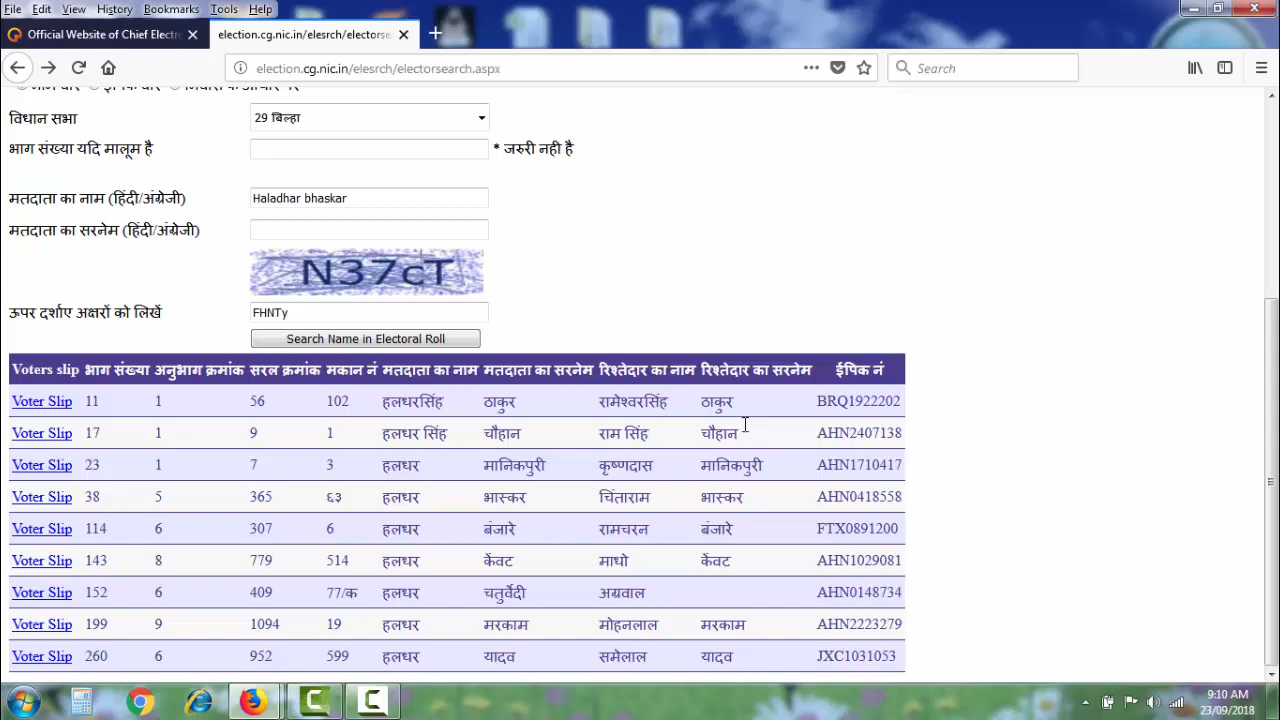 File Edit View History Bookmarks Tools Help
Official Website of Chief Electr
election.cg.nic.in/elesrch/electorse
election.cg.nic.in/elesrch/electorsearch.aspx
Search
विधान सभा 29 बिल्हा
भाग संख्या यदि मालूम है * जरुरी नही है
मतदाता का नाम (हिंदी/अंग्रेजी) Haladhar bhaskar
मतदाता का सरनेम (हिंदी/अंग्रेजी)
N37cT
ऊपर दर्शाए अक्षरों को लिखें FHNTy
Search Name in Electoral Roll
Voters slip भाग संख्या अनुभाग क्रमांक सरल क्रमांक मकान नं मतदाता का नाम मतदाता का सरनेम रिश्तेदार का नाम रिश्तेदार का सरनेम ईपिक नं
Voter Slip 11 1 56 102 हलधरसिंह ठाकुर रामेश्वरसिंह ठाकुर BRQ1922202
Voter Slip 17 1 9 1 हलधर सिंह चौहान राम सिंह चौहान AHN2407138
Voter Slip 23 1 7 3 हलधर मानिकपुरी कृष्णदास मानिकपुरी AHN1710417
Voter Slip 38 5 365 ६३ हलधर भास्कर चिंताराम भास्कर AHN0418558
Voter Slip 114 6 307 6 हलधर बंजारे रामचरन बंजारे FTX0891200
Voter Slip 143 8 779 514 हलधर केंवट माधो केंवट AHN1029081
Voter Slip 152 6 409 77/क हलधर चतुर्वेदी अग्रवाल AHN0148734
Voter Slip 199 9 1094 19 हलधर मरकाम मोहनलाल मरकाम AHN2223279
Voter Slip 260 6 952 599 हलधर यादव समेलाल यादव JXC1031053
9:10 AM
23/09/2018